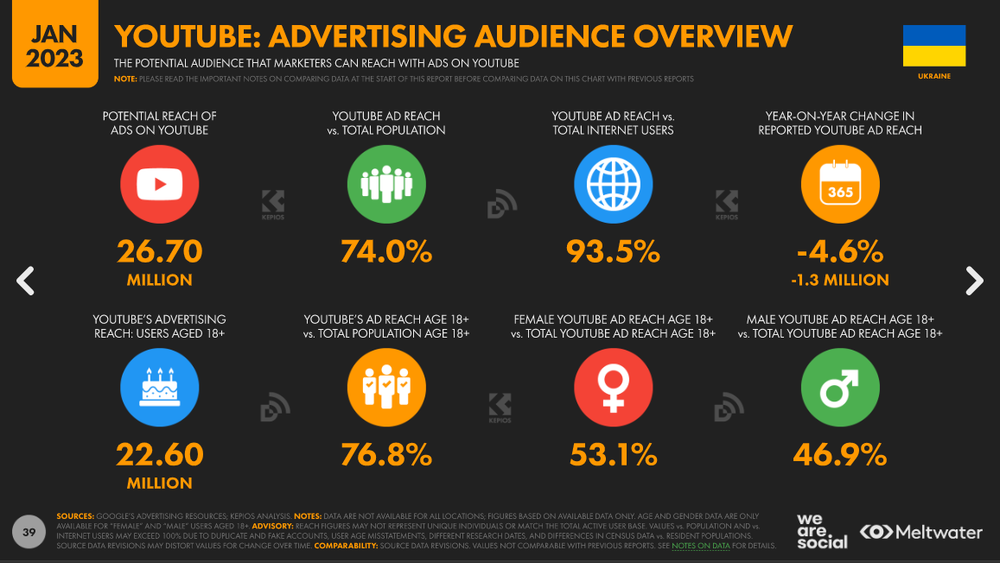 JAN
2023
YOUTUBE: ADVERTISING AUDIENCE OVERVIEW
THE POTENTIAL AUDIENCE THAT MARKETERS CAN REACH WITH ADS ON YOUTUBE
NOTE: PLEASE READ THE IMPORTANT NOTES ON COMPARING DATA AT THE START OF THIS REPORT BEFORE COMPARING DATA ON THIS CHART WITH PREVIOUS REPORTS
UKRAINE
POTENTIAL REACH OF
ADS ON YOUTUBE
26.70
MILLION
YOUTUBE AD REACH
vs. TOTAL POPULATION
74.0%
YOUTUBE AD REACH vs.
TOTAL INTERNET USERS
93.5%
YEAR-ON-YEAR CHANGE IN
REPORTED YOUTUBE AD REACH
365
-4.6%
-1.3 MILLION
KEPIOS
KEPIOS
YOUTUBE'S ADVERTISING
REACH: USERS AGED 18+
22.60
MILLION
YOUTUBE'S AD REACH AGE 18+
vs. TOTAL POPULATION AGE 18+
76.8%
FEMALE YOUTUBE AD REACH AGE 18+
vs. TOTAL YOUTUBE AD REACH AGE 18+
53.1%
MALE YOUTUBE AD REACH AGE 18+
vs. TOTAL YOUTUBE AD REACH AGE 18+
46.9%
KEPIOS
39
SOURCES: GOOGLE'S ADVERTISING RESOURCES; KEPIOS ANALYSIS. NOTES: DATA ARE NOT AVAILABLE FOR ALL LOCATIONS; FIGURES BASED ON AVAILABLE DATA ONLY. AGE AND GENDER DATA ARE ONLY
AVAILABLE FOR "FEMALE" AND "MALE" USERS AGED 18+. ADVISORY: REACH FIGURES MAY NOT REPRESENT UNIQUE INDIVIDUALS OR MATCH THE TOTAL ACTIVE USER BASE. VALUES vs. POPULATION AND vs.
INTERNET USERS MAY EXCEED 100% DUE TO DUPLICATE AND FAKE ACCOUNTS, USER AGE MISSTATEMENTS, DIFFERENT RESEARCH DATES, AND DIFFERENCES IN CENSUS DATA vs. RESIDENT POPULATIONS.
SOURCE DATA REVISIONS MAY DISTORT VALUES FOR CHANGE OVER TIME. COMPARABILITY: SOURCE DATA REVISIONS. VALUES NOT COMPARABLE WITH PREVIOUS REPORTS. SEE NOTES ON DATA FOR DETAILS.
we
are
social
Meltwater